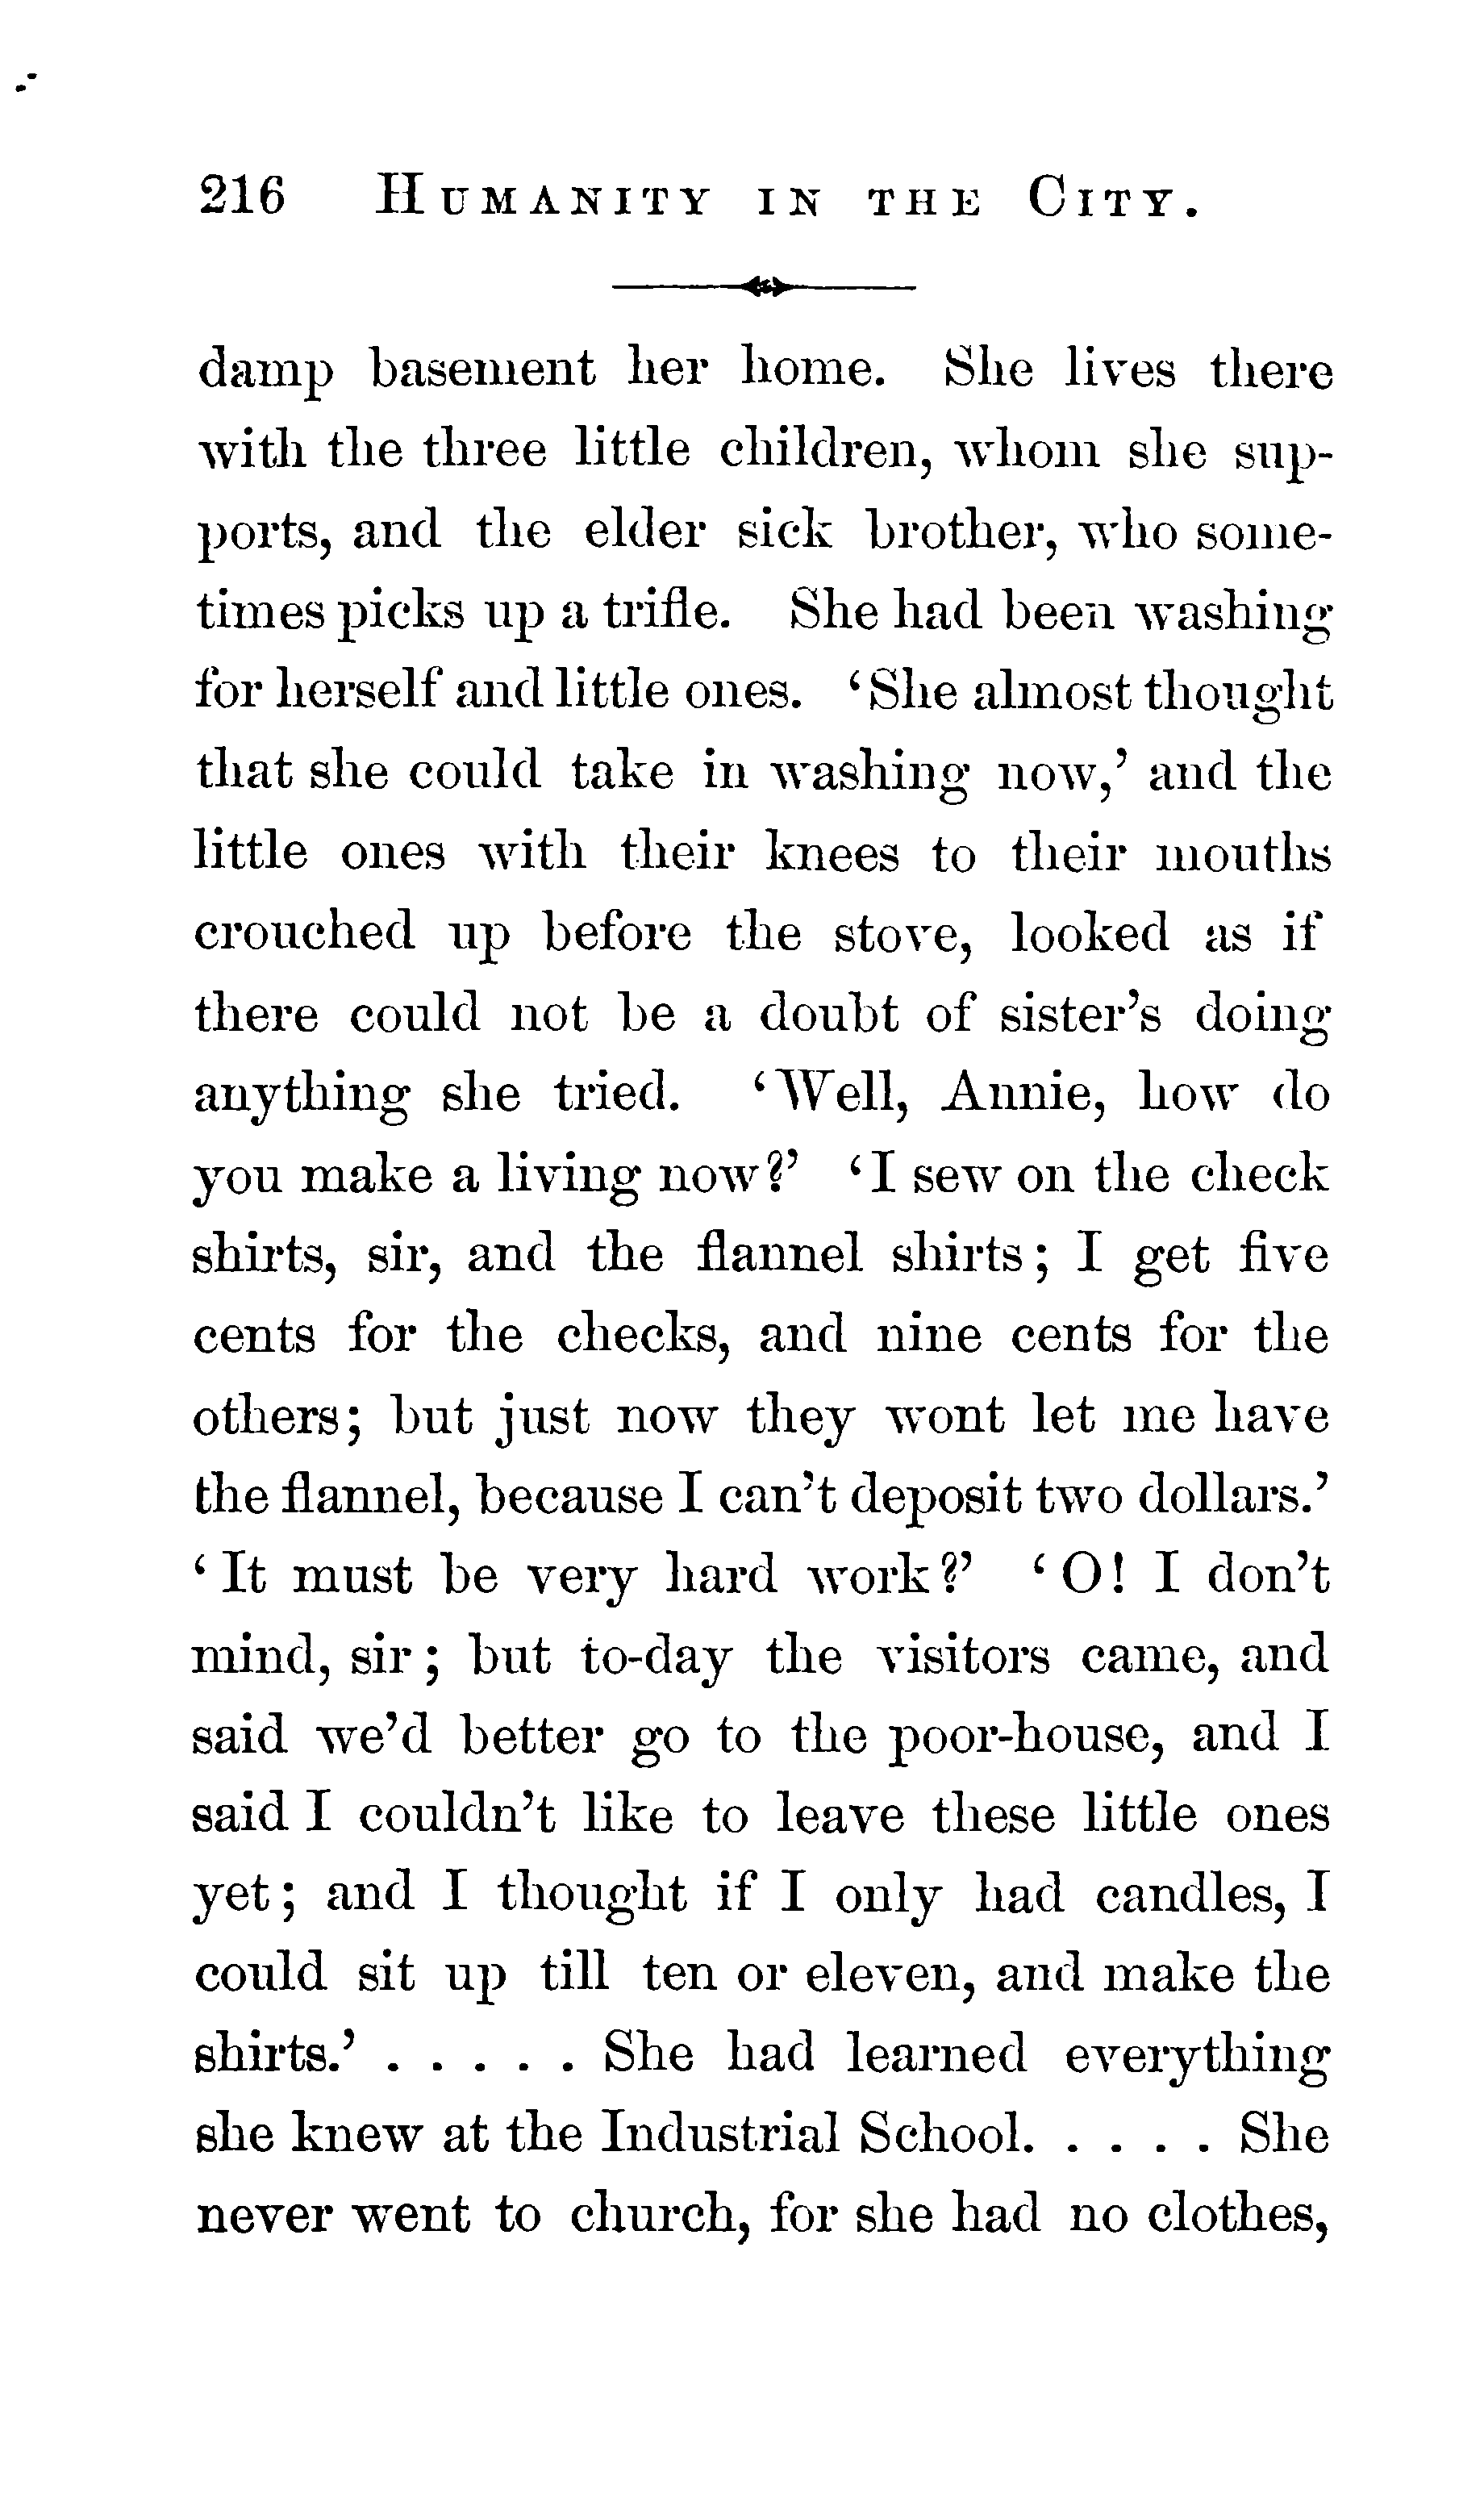 216 HUMANITY IN THE CITY.
damp basement her home. She lives there
with the three little children, whom she sup-
ports, and the elder sick brother, who some-
times picks up a trifle. She had been washing
for herself and little ones. ‘She almost thought
that she could take in washing now,’ and the
little ones with their knees to their mouths
crouched up before the stove, looked as if
there could not be a doubt of sister’s doing
anything she tried. ‘Well, Annie, how do
you make a living now?’ ‘I sew on the check
shirts, sir, and the flannel shirts; I get five
cents for the checks, and nine cents for the
others; but just now they wont let me have
the flannel, because I can’t deposit two dollars.’
‘It must be very hard work?’ ‘O! I don’t
mind, sir; but to-day the visitors came, and
said we’d better go to the poor-house, and I
said I couldn’t like to leave these little ones
yet; and I thought if I only had candles, I
could sit up till ten or eleven, and make the
shirts.’ . . . . . She had learned everything
she knew at the Industrial School. . . . . She
never went to church, for she had no clothes,